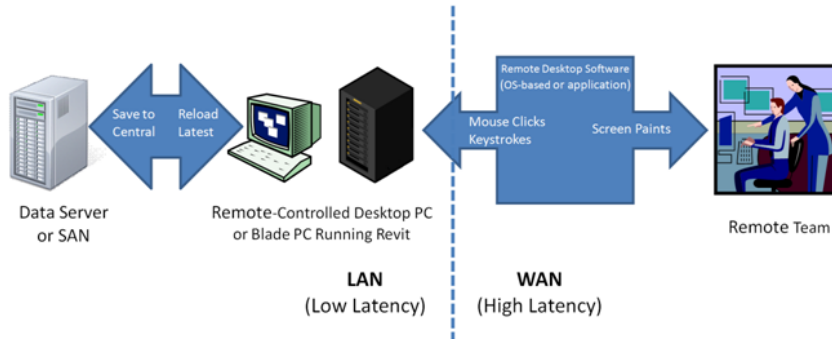 Save to
Central
Reload
Latest
Remote Desktop Software
(OS-based or application)
Mouse Clicks
Keystrokes
Screen Paints
Data Server
or SAN
Remote-Controlled Desktop PC
or Blade PC Running Revit
Remote Team
LAN
(Low Latency)
WAN
(High Latency)